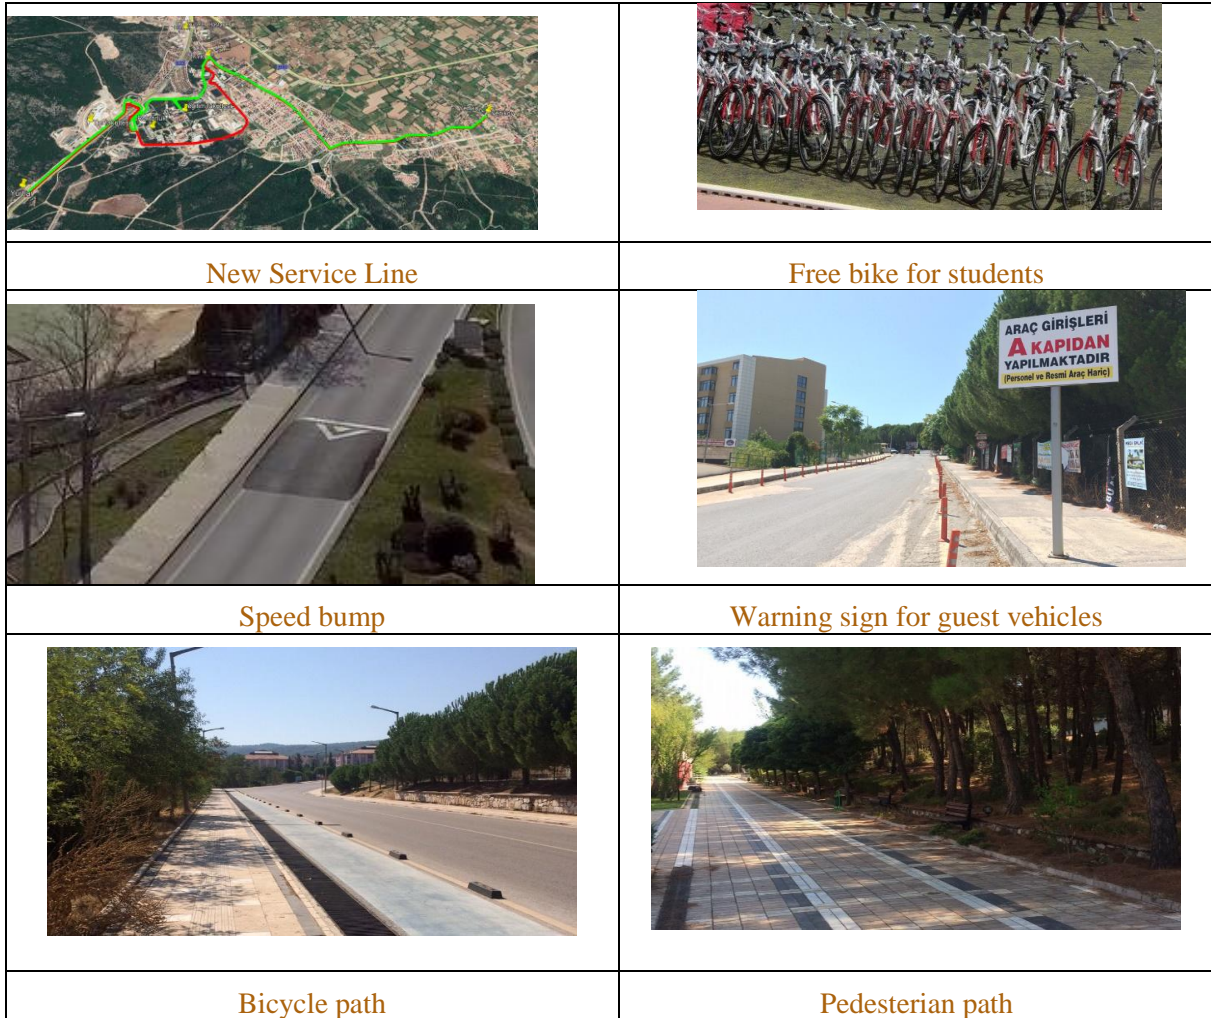 New Service Line
Free bike for students
ARAÇ GİRİŞLERİ
A KAPIDAN
YAPILMAKTADIR
(Personel ve Resmi Araç Hariç)
Speed bump
Warning sign for guest vehicles
Bicycle path
Pedesterian path